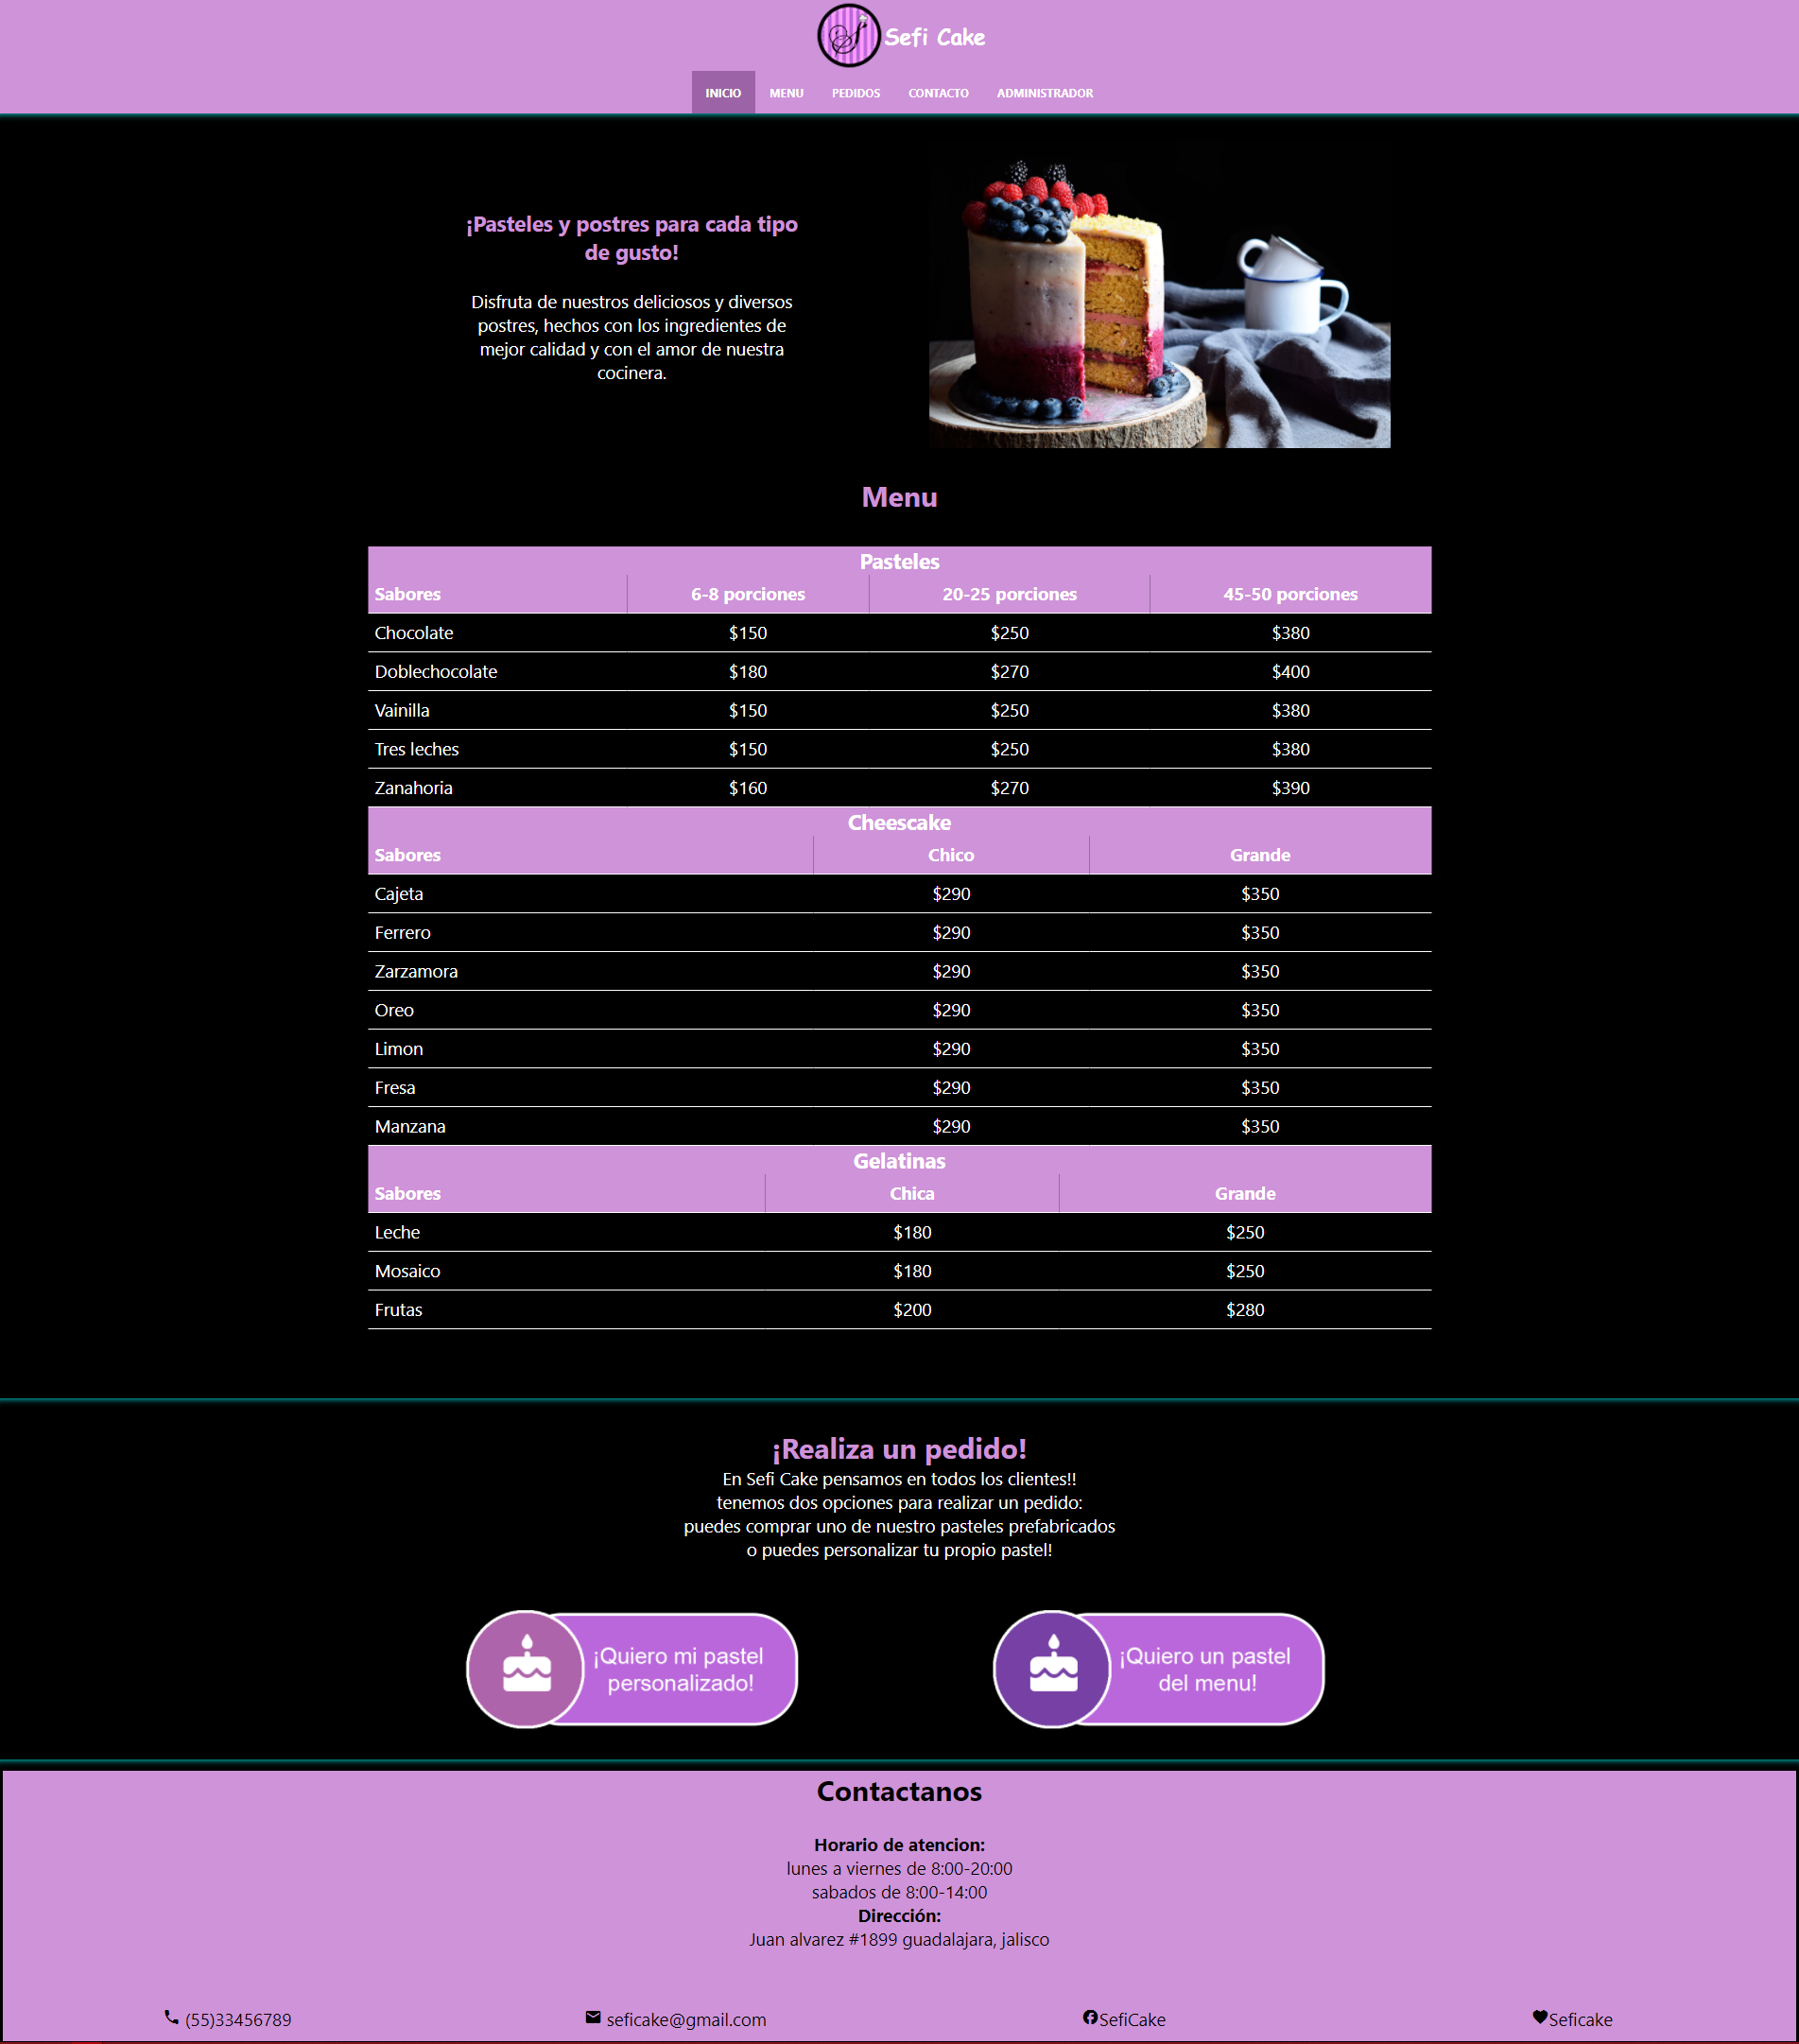 Sefi Cake
INICIO MENU PEDIDOS CONTACTO ADMINISTRADOR
¡Pasteles y postres para cada tipo
de gusto!
Disfruta de nuestros deliciosos y diversos
postres, hechos con los ingredientes de
mejor calidad y con el amor de nuestra
cocinera.
Menu
Pasteles
Sabores 6-8 porciones 20-25 porciones 45-50 porciones
Chocolate $150 $250 $380
Doblechocolate $180 $270 $400
Vainilla $150 $250 $380
Tres leches $150 $250 $380
Zanahoria $160 $270 $390
Cheescake
Sabores Chico Grande
Cajeta $290 $350
Ferrero $290 $350
Zarzamora $290 $350
Oreo $290 $350
Limon $290 $350
Fresa $290 $350
Manzana $290 $350
Gelatinas
Sabores Chica Grande
Leche $180 $250
Mosaico $180 $250
Frutas $200 $280
¡Realiza un pedido!
En Sefi Cake pensamos en todos los clientes!!
tenemos dos opciones para realizar un pedido:
puedes comprar uno de nuestro pasteles prefabricados
o puedes personalizar tu propio pastel!
¡Quiero mi pastel
personalizado!
¡Quiero un pastel
del menu!
Contactanos
Horario de atencion:
lunes a viernes de 8:00-20:00
sabados de 8:00-14:00
Dirección:
Juan alvarez #1899 guadalajara, jalisco
(55)33456789 seficake@gmail.com SefiCake Seficake